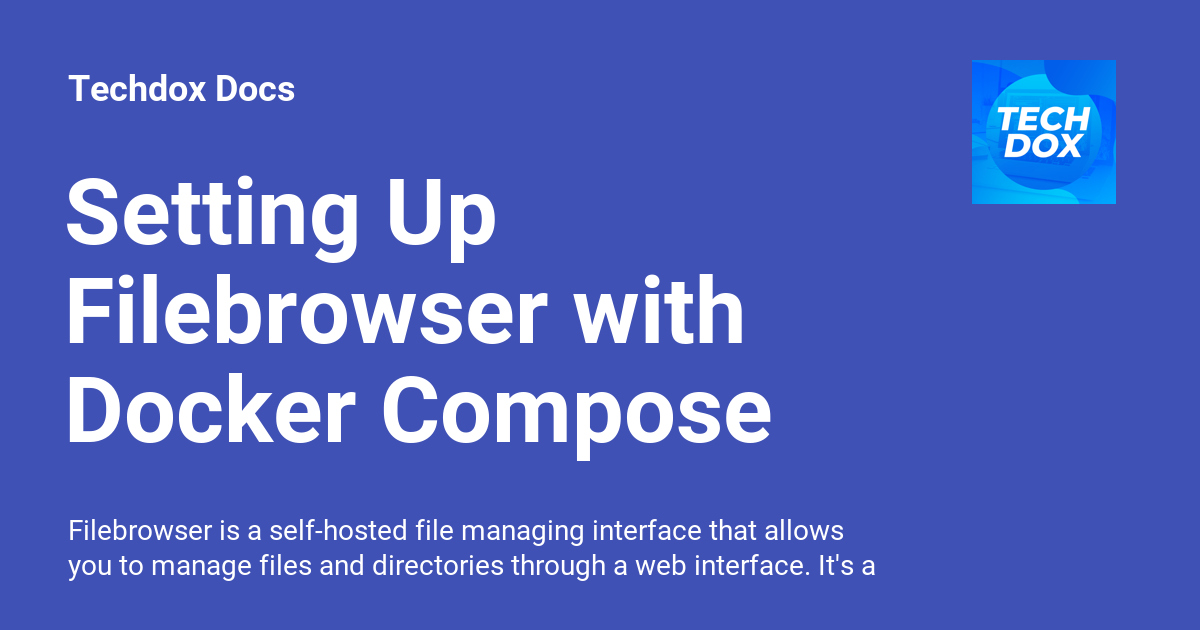 Techdox Docs
TECH
DOX
Setting Up
Filebrowser with
Docker Compose
Filebrowser is a self-hosted file managing interface that allows
you to manage files and directories through a web interface. It's a